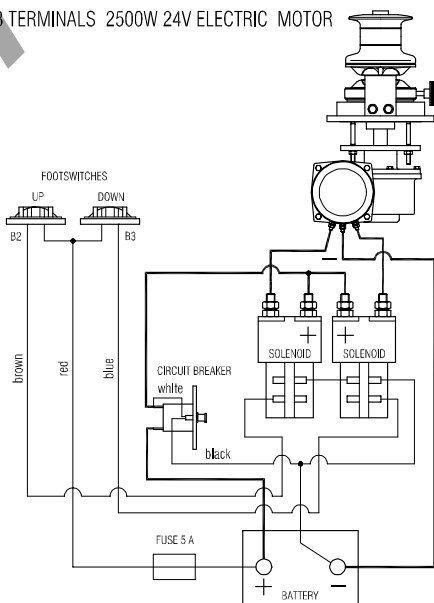 3 TERMINALS 2500W 24V ELECTRIC MOTOR
FOOTSWITCHES
UP
DOWN
B2
B3
−
+
+
SOLENOID
SOLENOID
brown
red
blue
CIRCUIT BREAKER
white
black
FUSE 5 A
+
−
BATTERY